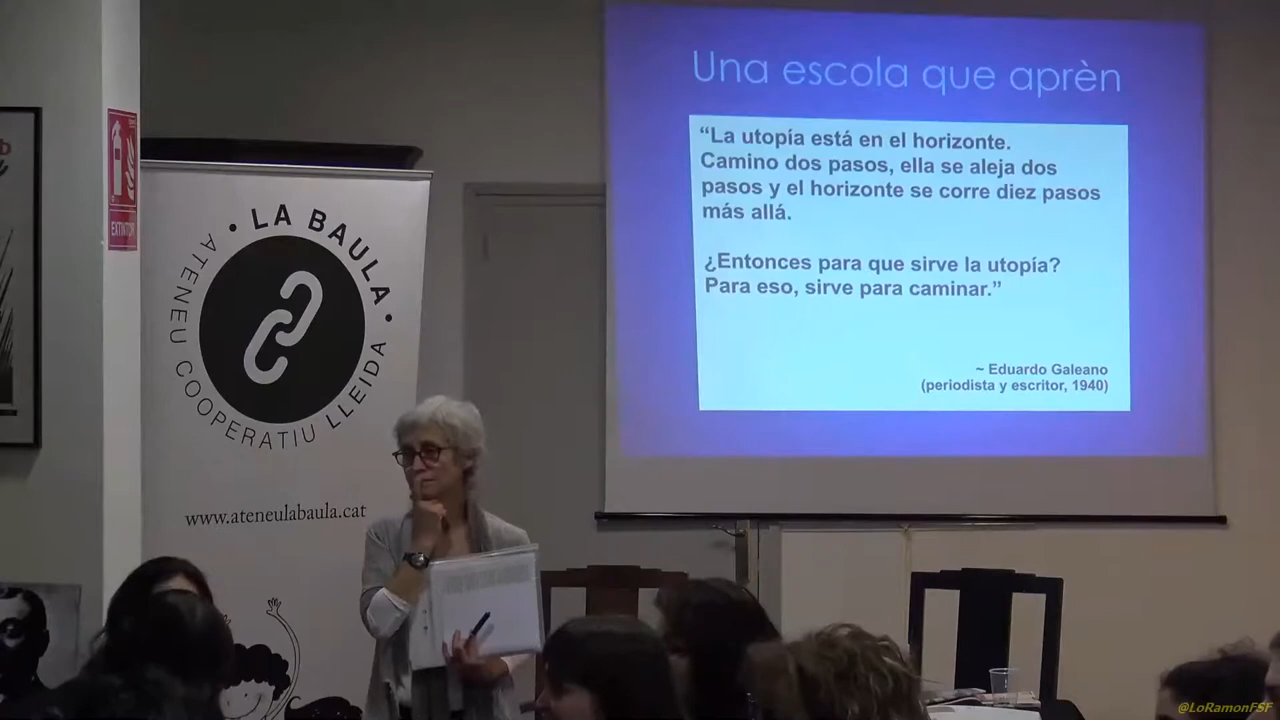 Una escola que aprèn
“La utopía está en el horizonte.
Camino dos pasos, ella se aleja dos
pasos y el horizonte se corre diez pasos
más allá.
¿Entonces para que sirve la utopía?
Para eso, sirve para caminar.”
~ Eduardo Galeano
(periodista y escritor, 1940)
EXTINTOR
• LA BAULA •
ATENEU COOPERATIU LLEIDA
www.ateneulabaula.cat
@LoRamonFSF